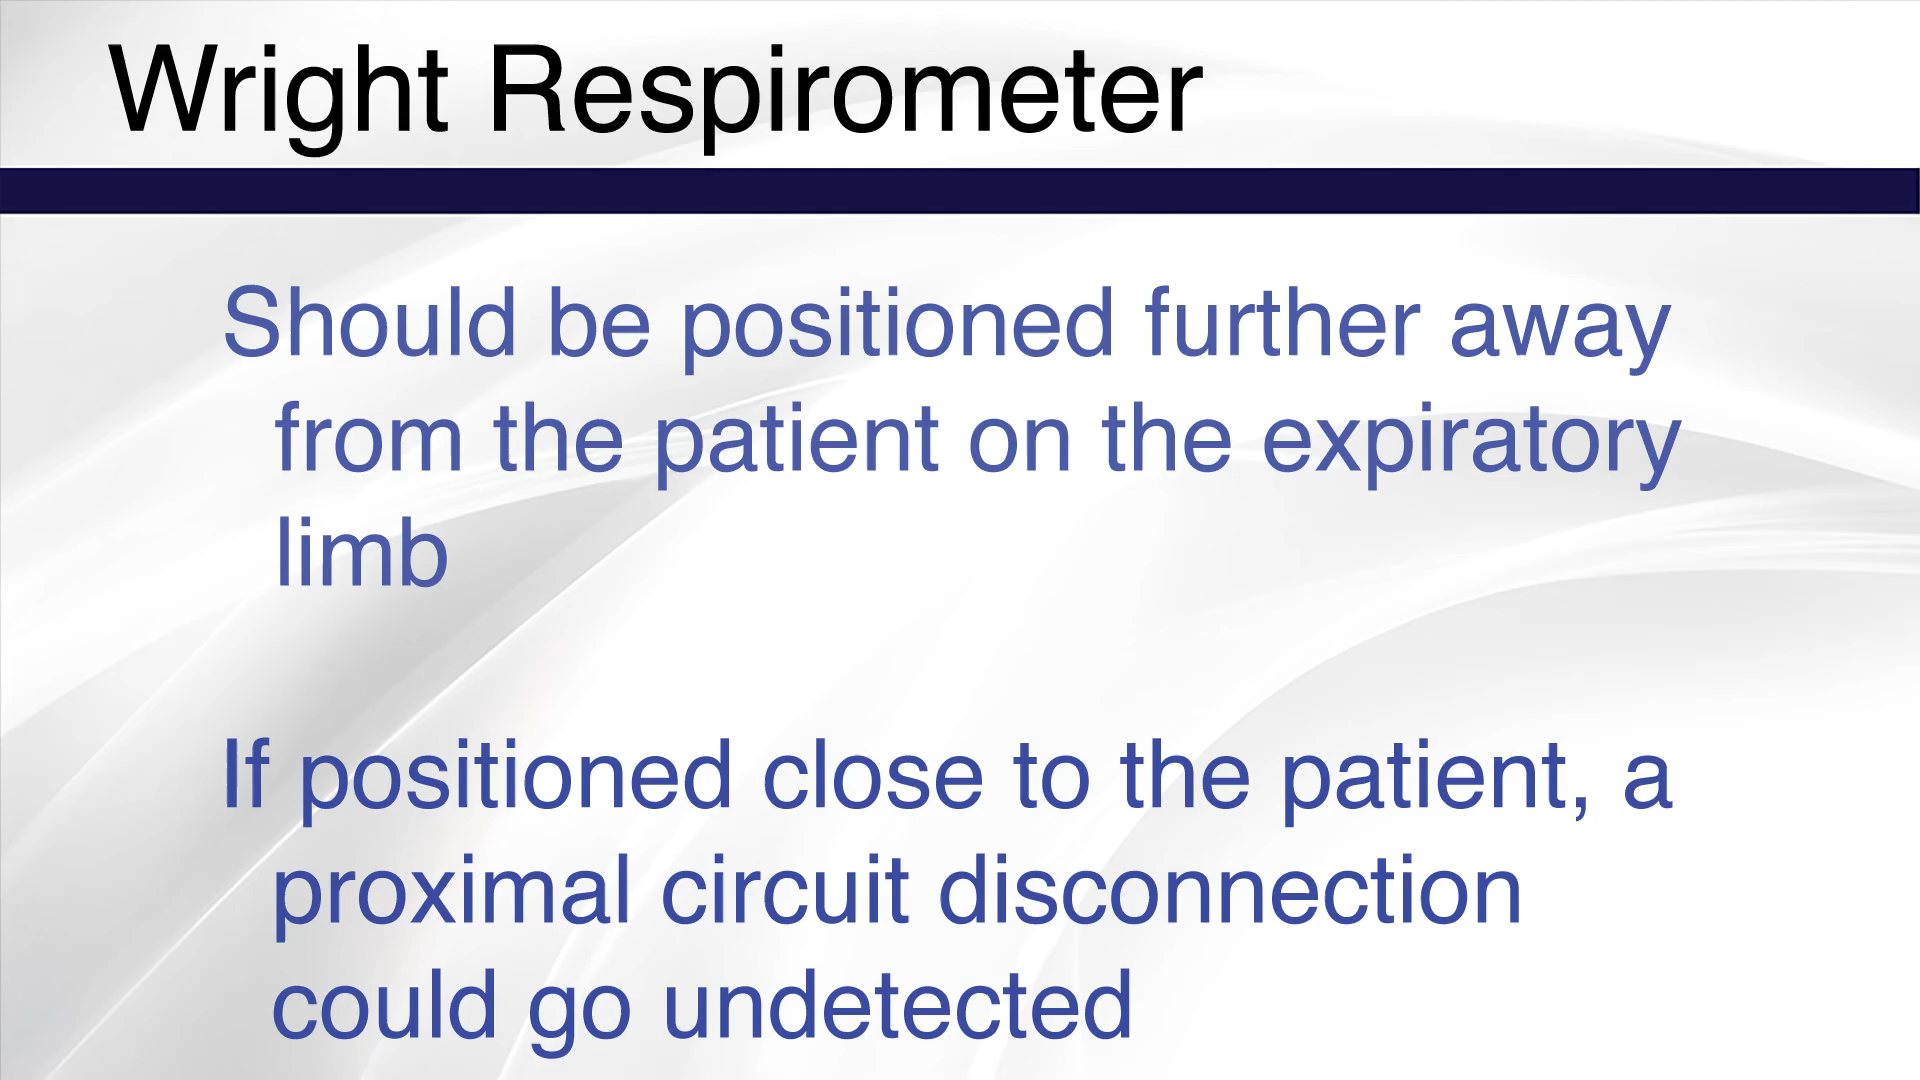 Wright Respirometer
Should be positioned further away
from the patient on the expiratory
limb
If positioned close to the patient, a
proximal circuit disconnection
could go undetected